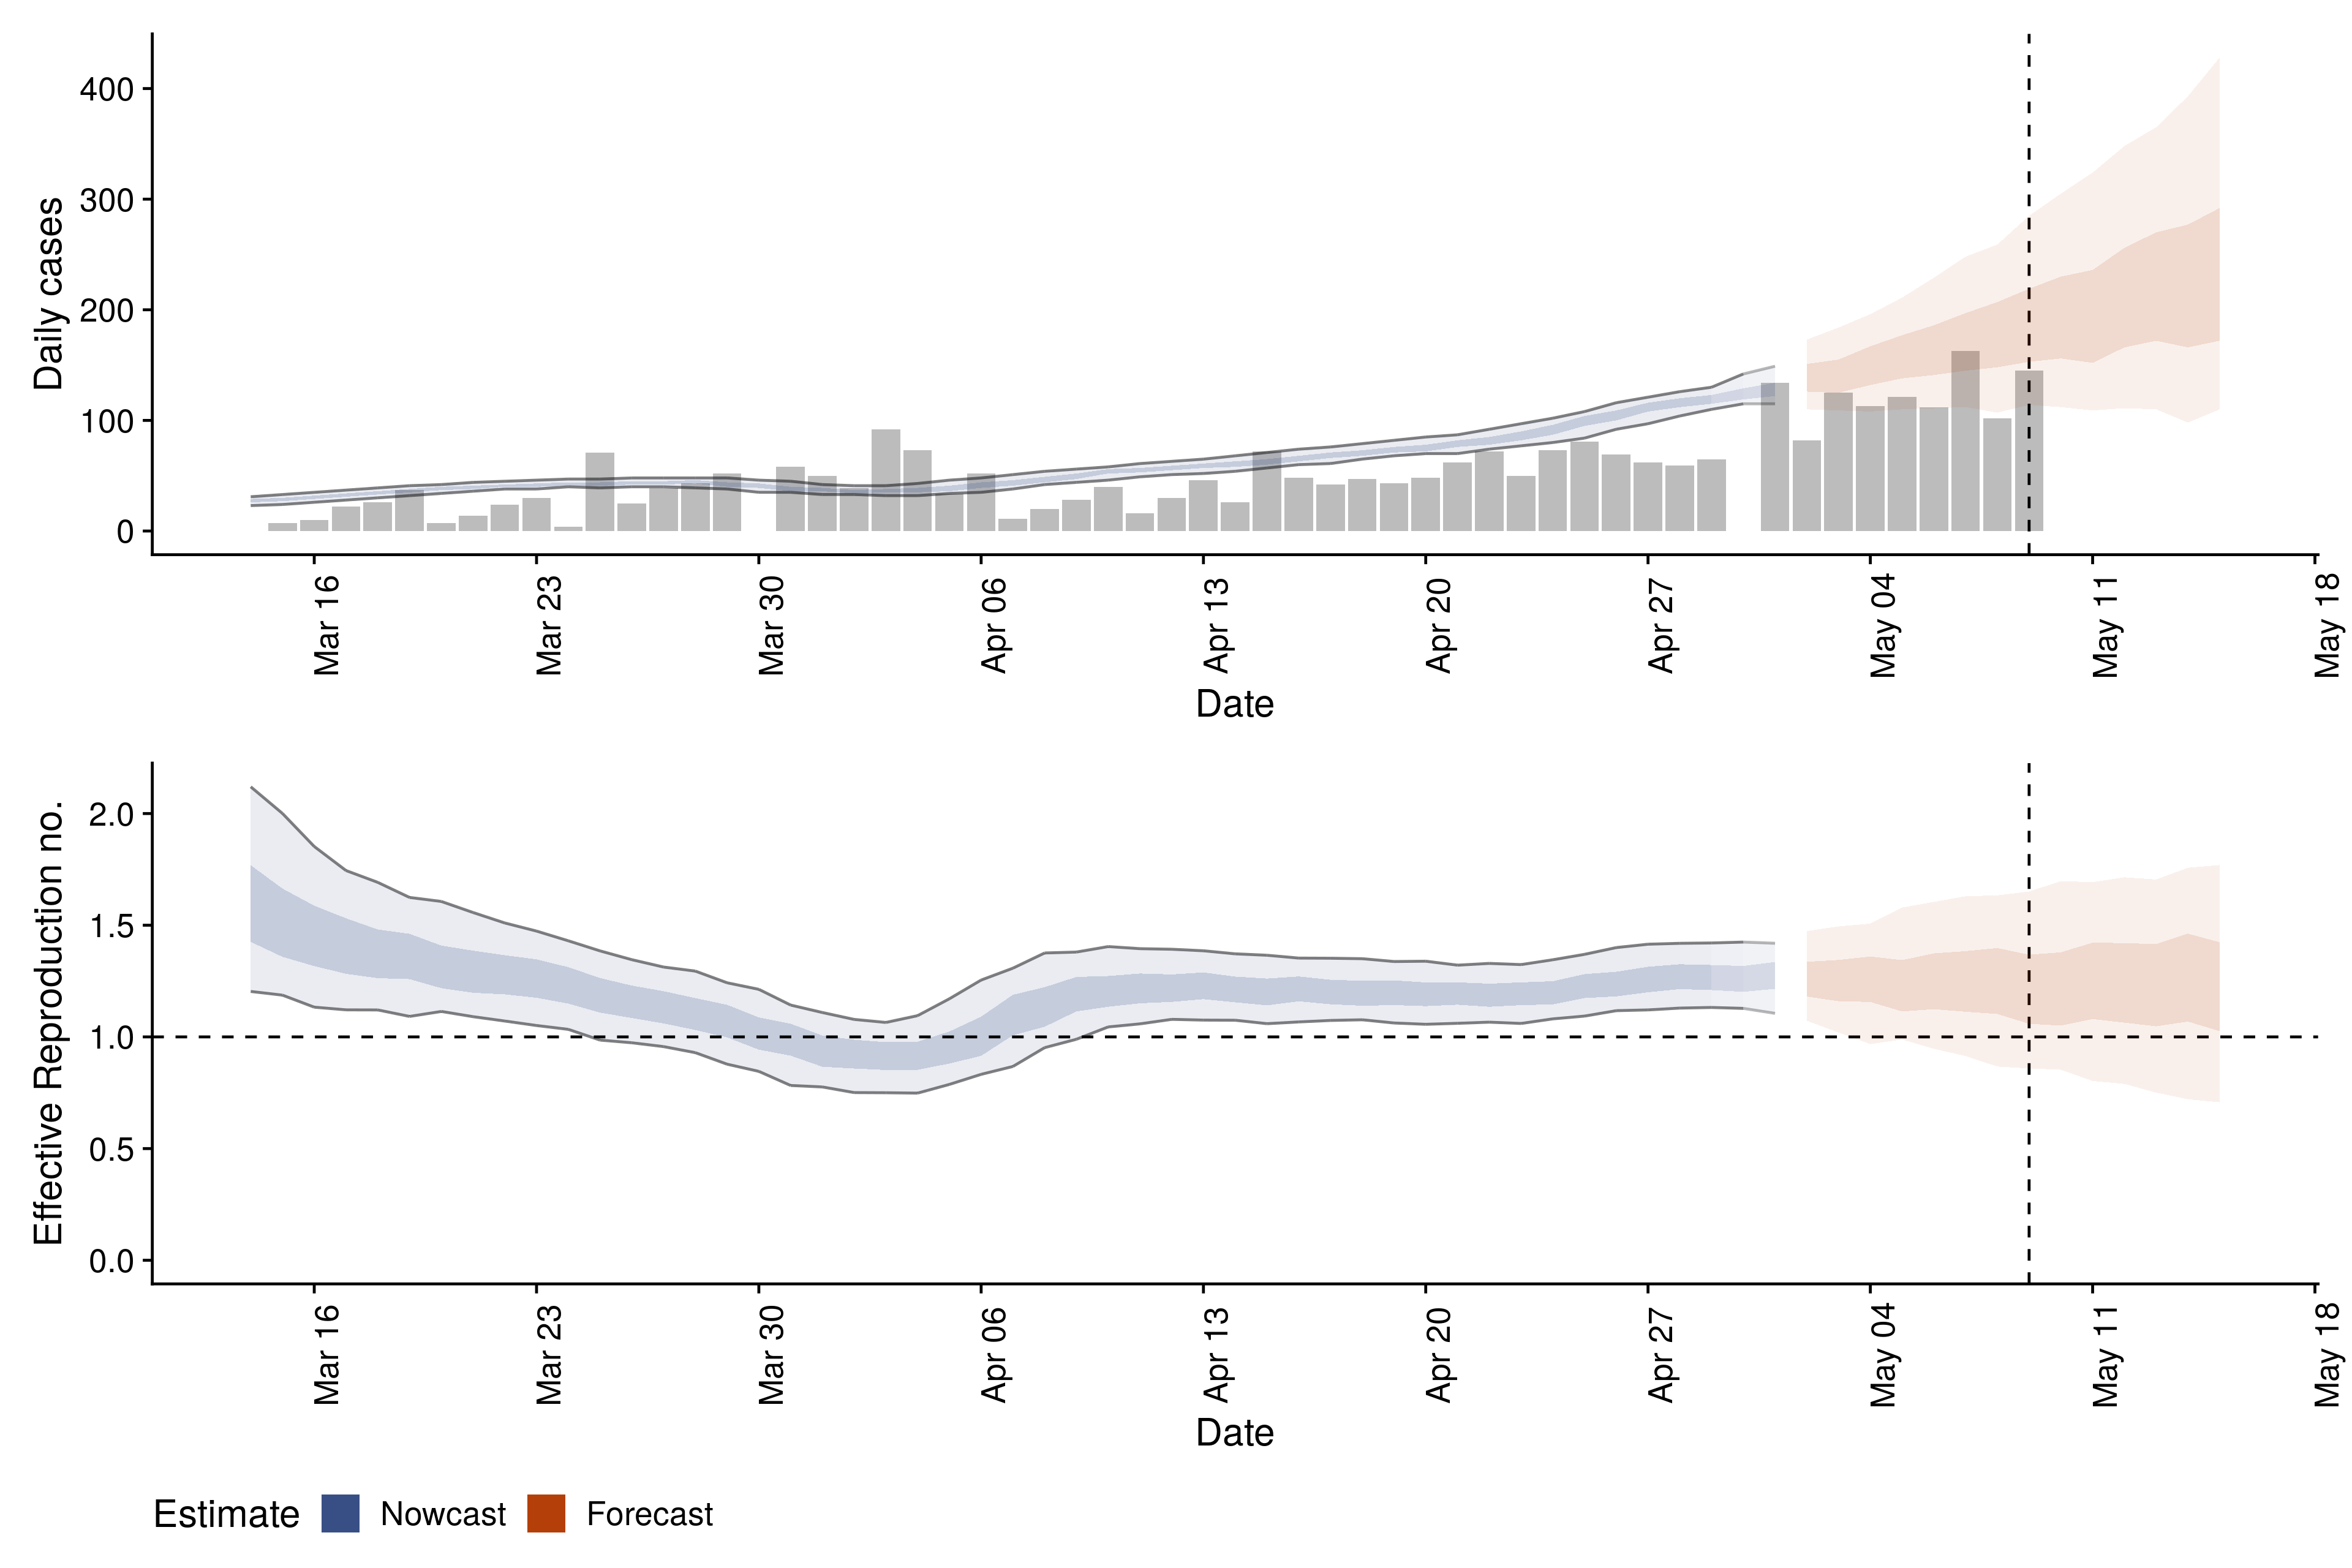 400
300
200
100
0
Daily cases
Mar 16
Mar 23
Mar 30
Apr 06
Apr 13
Apr 20
Apr 27
May 04
May 11
May 18
Date
2.0
1.5
1.0
0.5
0.0
Effective Reproduction no.
Mar 16
Mar 23
Mar 30
Apr 06
Apr 13
Apr 20
Apr 27
May 04
May 11
May 18
Date
Estimate Nowcast Forecast